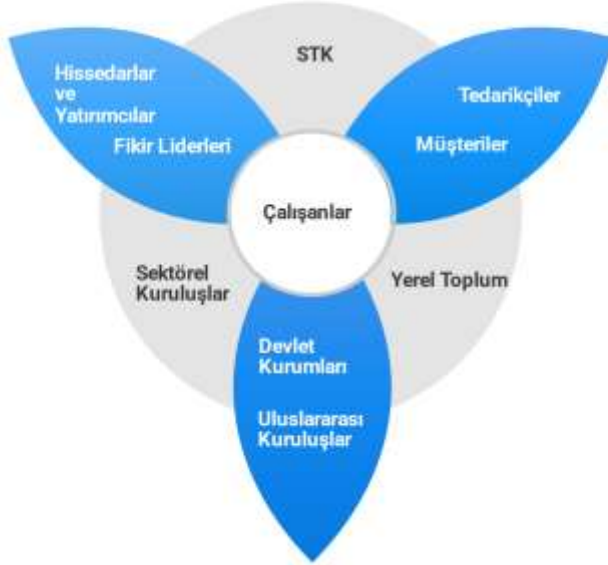 STK
Hissedarlar
ve
Yatırımcılar
Fikir Liderleri
Tedarikçiler
Müşteriler
Çalışanlar
Sektörel
Kuruluşlar
Yerel Toplum
Devlet
Kurumları
Uluslararası
Kuruluşlar